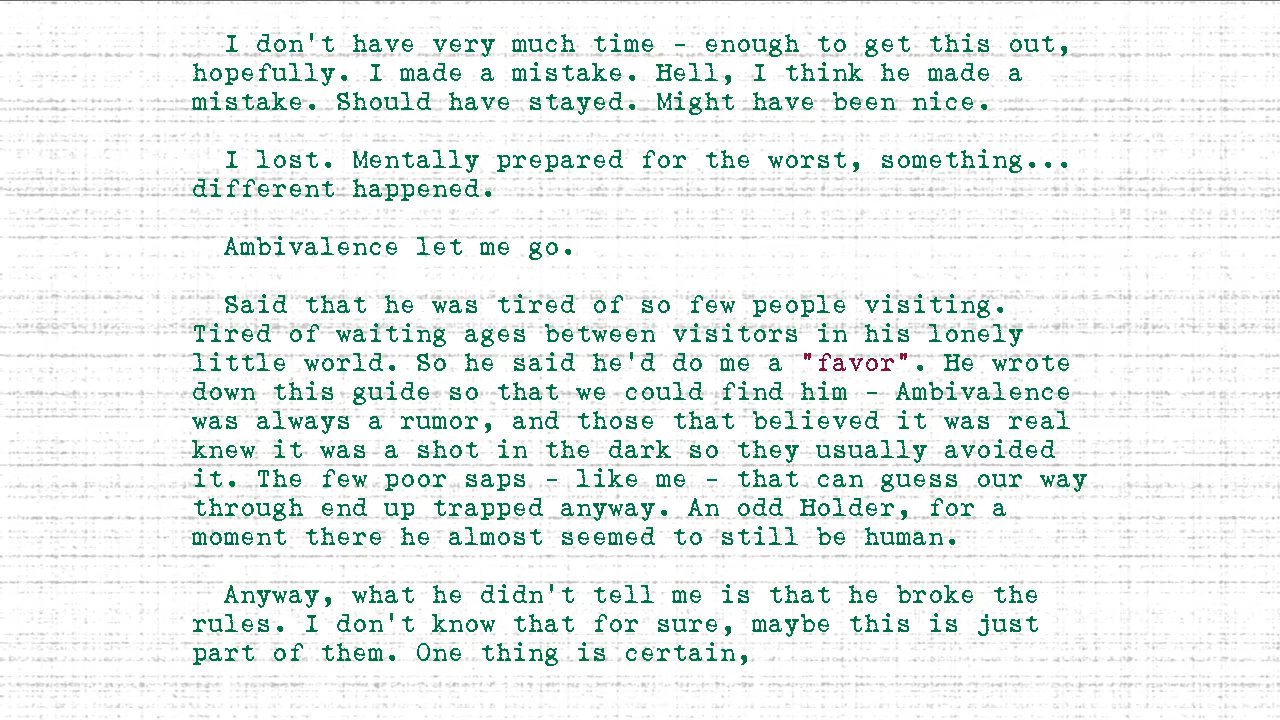 I don't have very much time - enough to get this out,
hopefully. I made a mistake. Hell, I think he made a
mistake. Should have stayed. Might have been nice.
I lost. Mentally prepared for the worst, something...
different happened.
Ambivalence let me go.
Said that he was tired of so few people visiting.
Tired of waiting ages between visitors in his lonely
little world. So he said he'd do me a "favor". He wrote
down this guide so that we could find him - Ambivalence
was always a rumor, and those that believed it was real
knew it was a shot in the dark so they usually avoided
it. The few poor saps - like me - that can guess our way
through end up trapped anyway. An odd Holder, for a
moment there he almost seemed to still be human.
Anyway, what he didn't tell me is that he broke the
rules. I don't know that for sure, maybe this is just
part of them. One thing is certain,